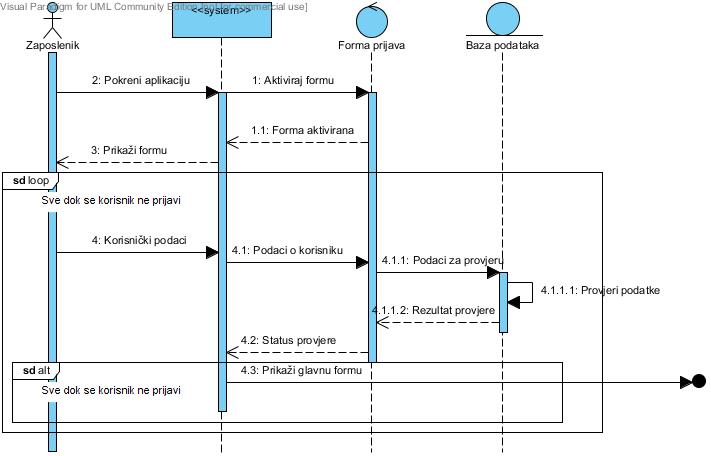 Visual Paradigm for UML Community Edition [not for commercial use]
<<system>>
Zaposlenik
Forma prijava
Baza podataka
2: Pokreni aplikaciju
1: Aktiviraj formu
1.1: Forma aktivirana
3: Prikaži formu
sd loop
Sve dok se korisnik ne prijavi
4: Korisnički podaci
4.1: Podaci o korisniku
4.1.1: Podaci za provjeru
4.1.1.1: Provjeri podatke
4.1.1.2: Rezultat provjere
4.2: Status provjere
sd alt
4.3: Prikaži glavnu formu
Sve dok se korisnik ne prijavi